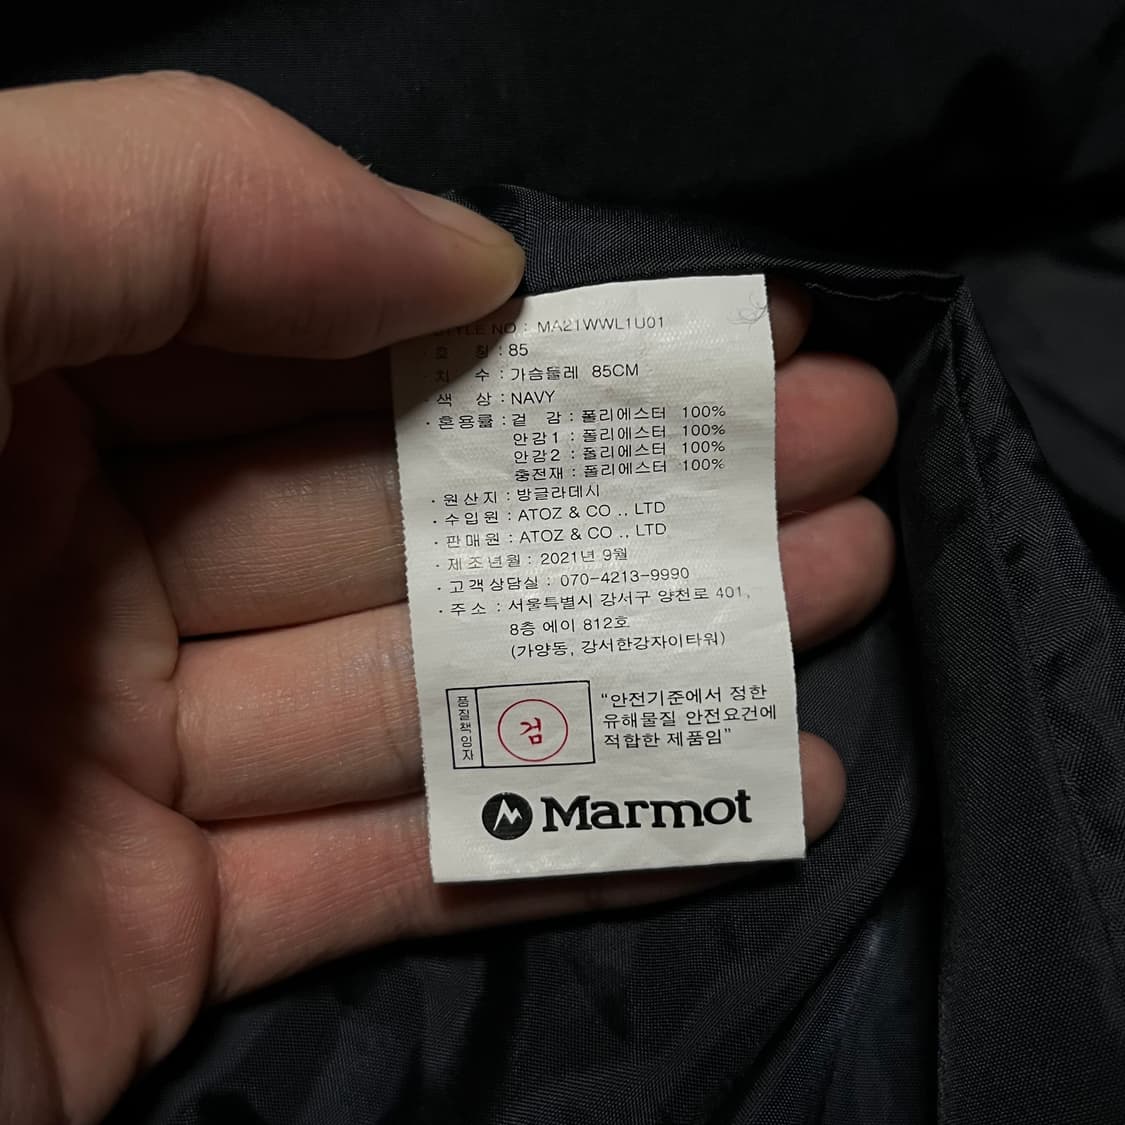 STYLE NO : MA21WWL1U01
· 호 칭 : 85
· 치 수 : 가슴둘레 85CM
· 색 상 : NAVY
· 혼용률 : 겉 감 : 폴리에스터 100%
안감1 : 폴리에스터 100%
안감2 : 폴리에스터 100%
충전재 : 폴리에스터 100%
· 원산지 : 방글라데시
· 수입원 : ATOZ & CO ., LTD
· 판매원 : ATOZ & CO ., LTD
· 제조년월 : 2021년 9월
· 고객상담실 : 070-4213-9990
· 주소 : 서울특별시 강서구 양천로 401,
8층 에이 812호
(가양동, 강서한강자이타워)
품질책임자
검
"안전기준에서 정한
유해물질 안전요건에
적합한 제품임"
Marmot